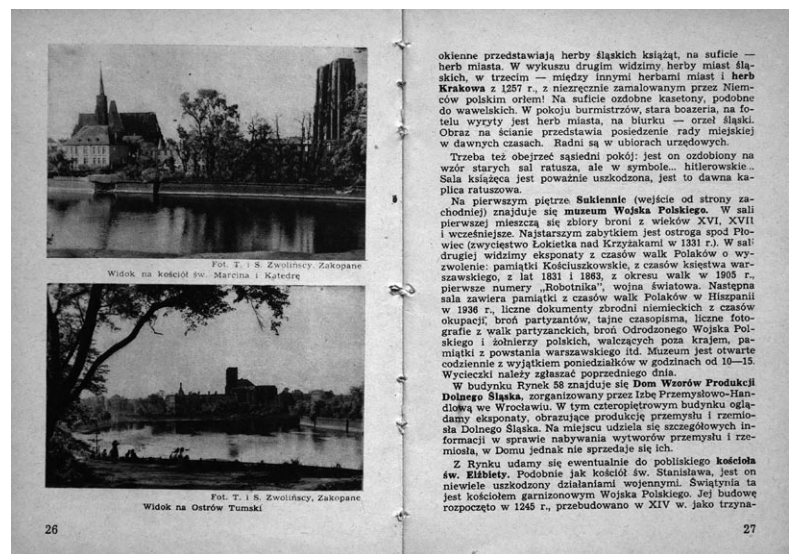 Fot. T. i S. Zwolińscy, Zakopane
Widok na kościół św. Marcina i Katedrę
Fot. T. i S. Zwolińscy, Zakopane
Widok na Ostrów Tumski
26
okienne przedstawiają herby śląskich książąt, na suficie —
herb miasta. W wykuszu drugim widzimy herby miast ślą-
skich, w trzecim — między innymi herbami miast i herb
Krakowa z 1257 r., z niezręcznie zamalowanym przez Niem-
ców polskim orłem! Na suficie ozdobne kasetony, podobne
do wawelskich. W pokoju burmistrzów, stara boazeria, na fo-
telu wyryty jest herb miasta, na biurku — orzeł śląski.
Obraz na ścianie przedstawia posiedzenie rady miejskiej
w dawnych czasach. Radni są w ubiorach urzędowych.
Trzeba też obejrzeć sąsiedni pokój: jest on ozdobiony na
wzór starych sal ratusza, ale w symbole... hitlerowskie..
Sala książęca jest poważnie uszkodzona, jest to dawna ka-
plica ratuszowa.
Na pierwszym piętrze Sukiennic (wejście od strony za-
chodniej) znajduje się muzeum Wojska Polskiego. W sali
pierwszej mieszczą się zbiory broni z wieków XVI, XVII
i wcześniejsze. Najstarszym zabytkiem jest ostroga spod Pło-
wiec (zwycięstwo Łokietka nad Krzyżakami w 1331 r.). W sali
drugiej widzimy eksponaty z czasów walk Polaków o wy-
zwolenie: pamiątki Kościuszkowskie, z czasów księstwa war-
szawskiego, z lat 1831 i 1863, z okresu walk w 1905 r.,
pierwsze numery „Robotnika”, wojna światowa. Następna
sala zawiera pamiątki z czasów walk Polaków w Hiszpanii
w 1936 r., liczne dokumenty zbrodni niemieckich z czasów
okupacji, broń partyzantów, tajne czasopisma, liczne foto-
grafie z walk partyzanckich, broń Odrodzonego Wojska Pol-
skiego i żołnierzy polskich, walczących poza krajem, pa-
miątki z powstania warszawskiego itd. Muzeum jest otwarte
codziennie z wyjątkiem poniedziałków w godzinach od 10—15.
Wycieczki należy zgłaszać poprzedniego dnia.
W budynku Rynek 58 znajduje się Dom Wzorów Produkcji
Dolnego Śląska, zorganizowany przez Izbę Przemysłowo-Han-
dlową we Wrocławiu. W tym czteropiętrowym budynku oglą-
damy eksponaty, obrazujące produkcję przemysłu i rzemio-
sła Dolnego Śląska. Na miejscu udziela się szczegółowych in-
formacji w sprawie nabywania wytworów przemysłu i rze-
miosła, w Domu jednak nie sprzedaje się ich.
Z Rynku udamy się ewentualnie do pobliskiego kościoła
św. Elżbiety. Podobnie jak kościół św. Stanisława, jest on
niewiele uszkodzony działaniami wojennymi. Świątynia ta
jest kościołem garnizonowym Wojska Polskiego. Jej budowę
rozpoczęto w 1245 r., przebudowano w XIV w. jako trzyna-
27